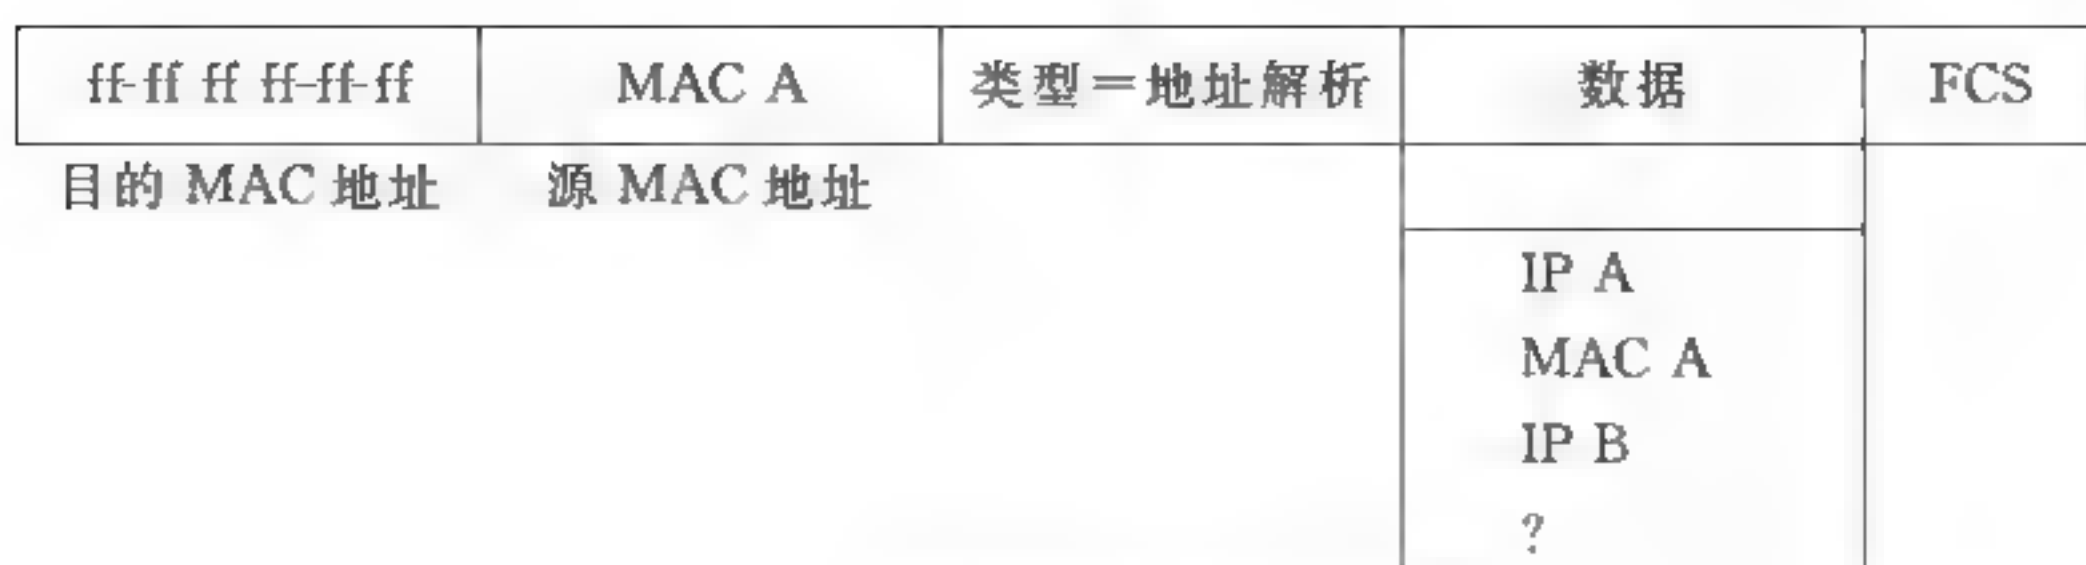 ff-ff ff ff-ff-ff MAC A 类型=地址解析 数据 FCS
目的 MAC 地址 源 MAC 地址
IP A
MAC A
IP B
?